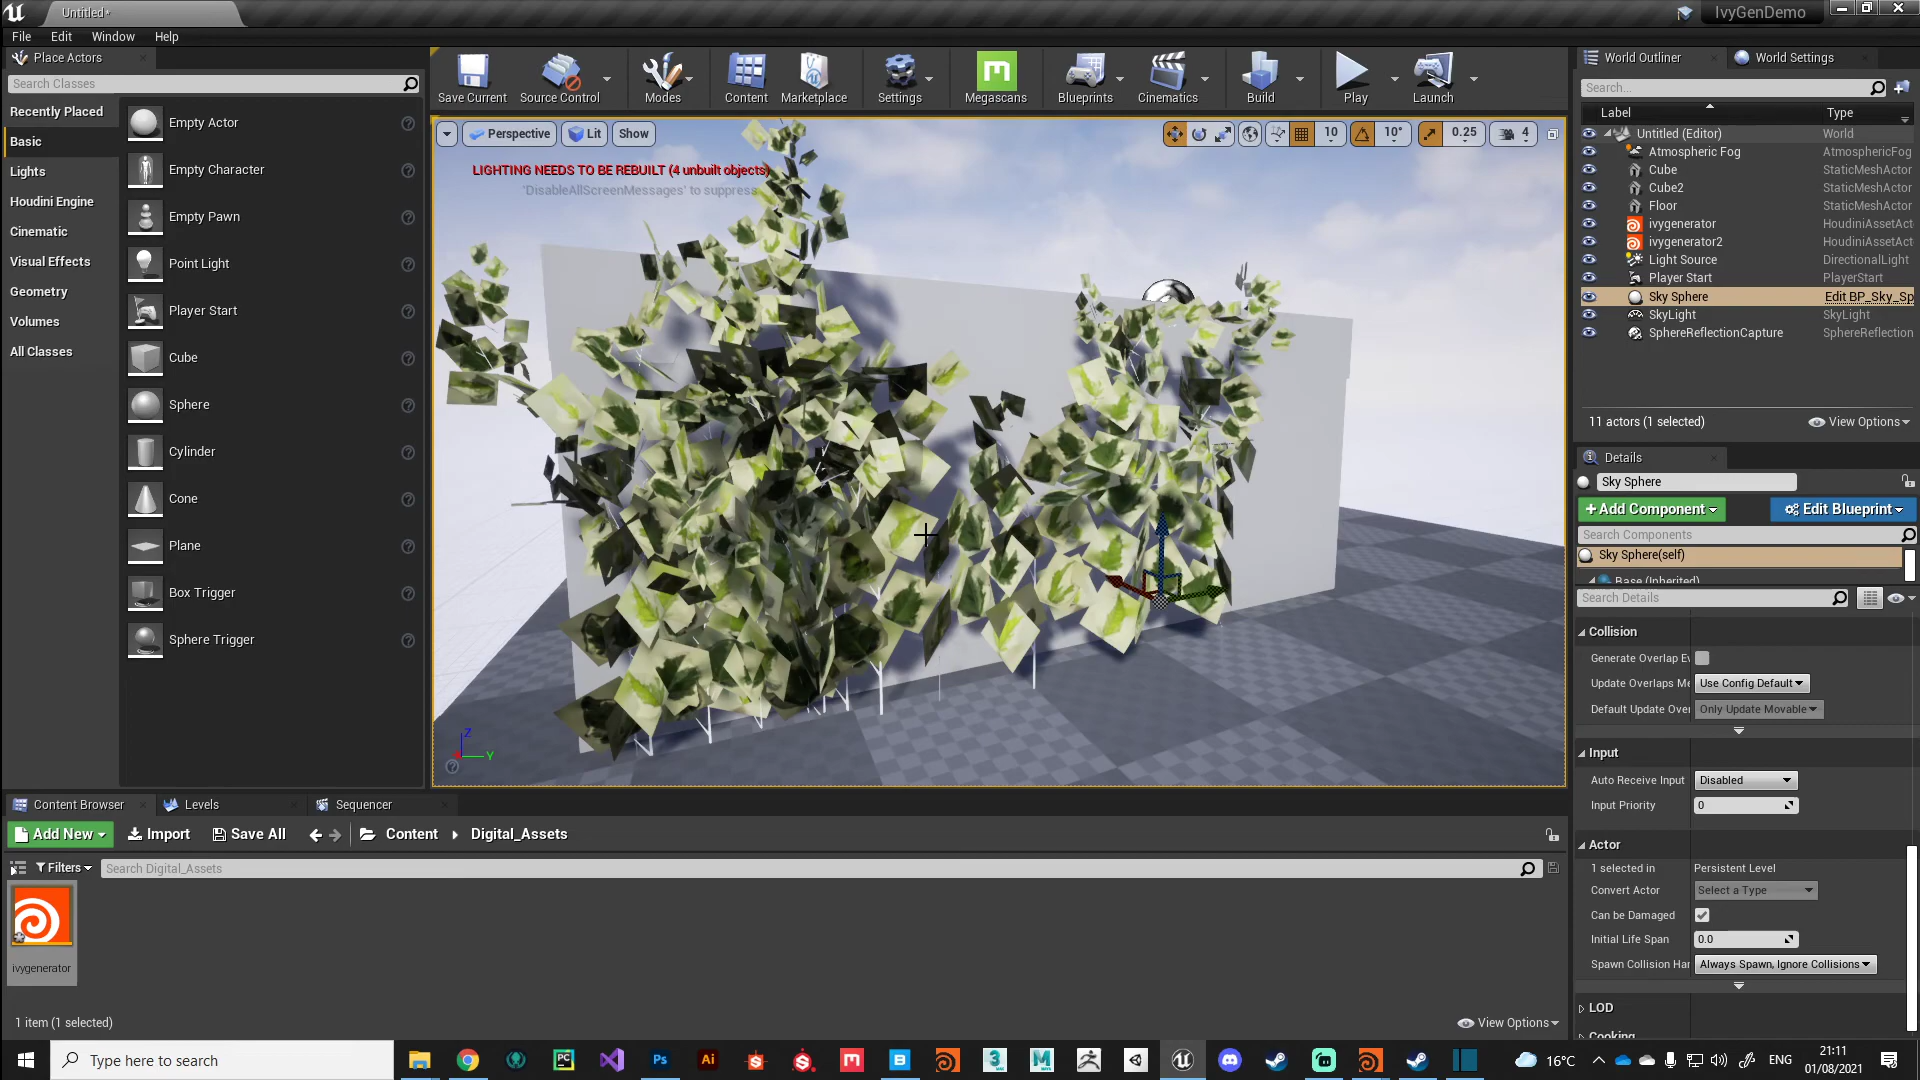 Untitled*
IvyGenDemo
File Edit Window Help
Place Actors
Search Classes
Recently Placed
Basic
Lights
Houdini Engine
Cinematic
Visual Effects
Geometry
Volumes
All Classes
Empty Actor
Empty Character
Empty Pawn
Point Light
Player Start
Cube
Sphere
Cylinder
Cone
Plane
Box Trigger
Sphere Trigger
Save Current Source Control Modes Content Marketplace Settings Megascans Blueprints Cinematics Build Play Launch
Perspective Lit Show
10 10° 0.25 4
LIGHTING NEEDS TO BE REBUILT (4 unbuilt objects)
'DisableAllScreenMessages' to suppress
Z
Y
World Outliner World Settings
Search...
Label Type
Untitled (Editor) World
Atmospheric Fog AtmosphericFog
Cube StaticMeshActor
Cube2 StaticMeshActor
Floor StaticMeshActor
ivygenerator HoudiniAssetAct
ivygenerator2 HoudiniAssetAct
Light Source DirectionalLight
Player Start PlayerStart
Sky Sphere Edit BP_Sky_Sp
SkyLight SkyLight
SphereReflectionCapture SphereReflection
11 actors (1 selected) View Options
Details
Sky Sphere
+Add Component Edit Blueprint
Search Components
Sky Sphere(self)
Base (Inherited)
Search Details
Collision
Generate Overlap Ev
Update Overlaps Me Use Config Default
Default Update Over Only Update Movable
Input
Auto Receive Input Disabled
Input Priority 0
Actor
1 selected in Persistent Level
Convert Actor Select a Type
Can be Damaged
Initial Life Span 0.0
Spawn Collision Har Always Spawn, Ignore Collisions
LOD
Cooking
Content Browser Levels Sequencer
Add New Import Save All Content Digital_Assets
Filters Search Digital_Assets
ivygenerator
1 item (1 selected) View Options
Type here to search
PC
Ps
Ai
3
M
16°C
ENG
21:11
01/08/2021